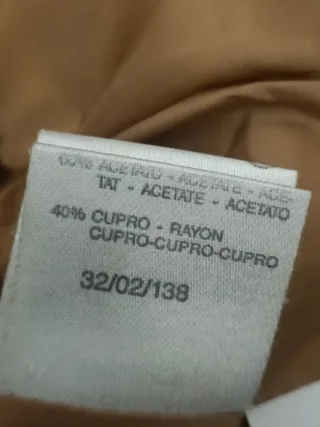 60% ACETATO - ACETATE - ACE-
TAT - ACETATE - ACETATO
40% CUPRO - RAYON
CUPRO-CUPRO-CUPRO
32/02/138